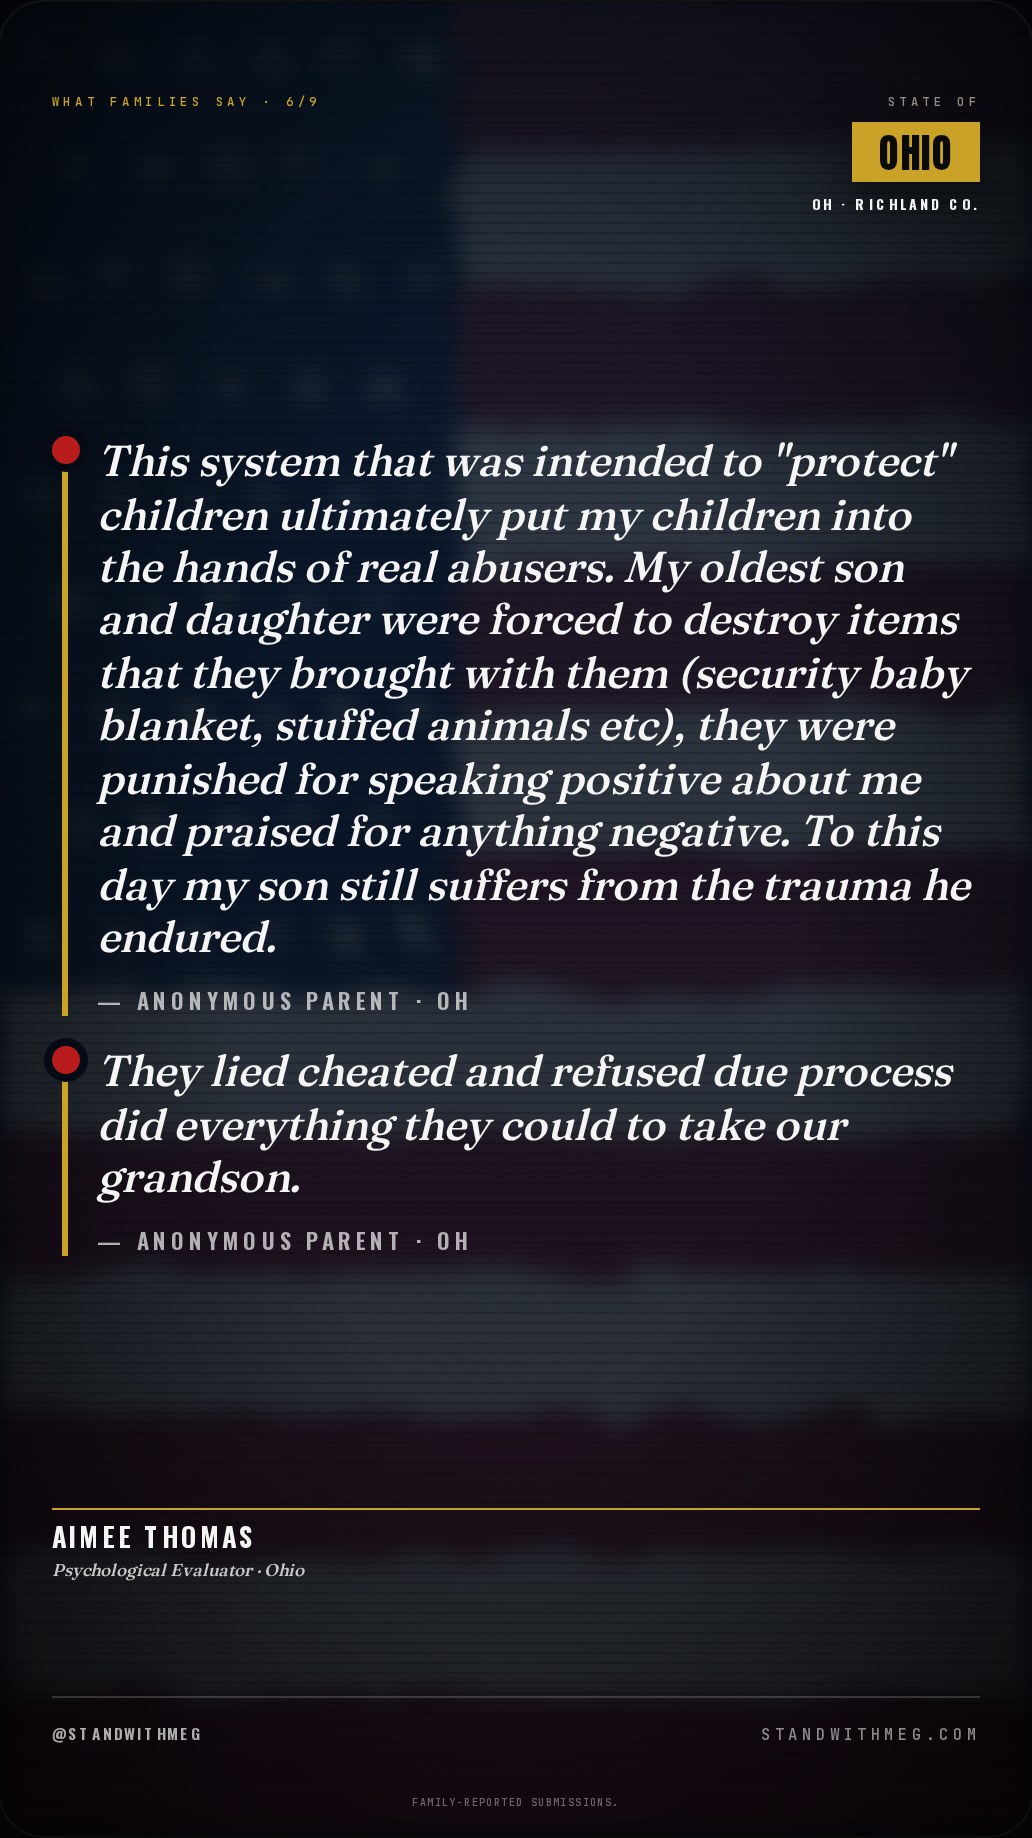 WHAT FAMILIES SAY · 6/9
STATE OF
OHIO
OH · RICHLAND CO.
This system that was intended to "protect"
children ultimately put my children into
the hands of real abusers. My oldest son
and daughter were forced to destroy items
that they brought with them (security baby
blanket, stuffed animals etc), they were
punished for speaking positive about me
and praised for anything negative. To this
day my son still suffers from the trauma he
endured.
— ANONYMOUS PARENT · OH
They lied cheated and refused due process
did everything they could to take our
grandson.
— ANONYMOUS PARENT · OH
AIMEE THOMAS
Psychological Evaluator · Ohio
@STANDWITHMEG
STANDWITHMEG.COM
FAMILY-REPORTED SUBMISSIONS.